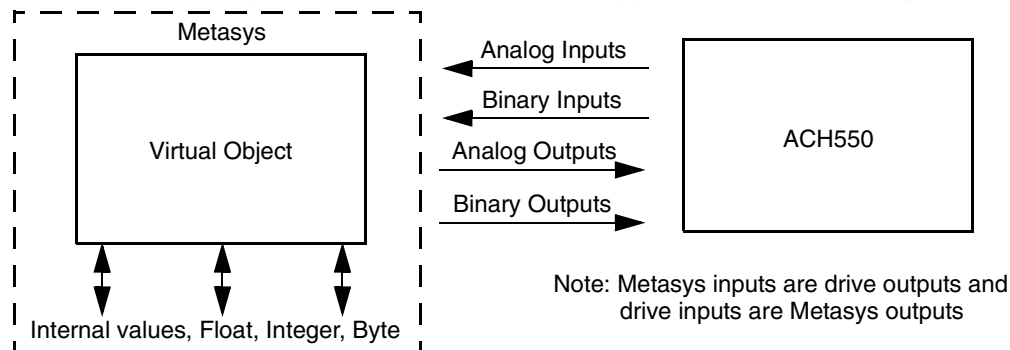 Metasys
Virtual Object
Internal values, Float, Integer, Byte
Analog Inputs
Binary Inputs
Analog Outputs
Binary Outputs
ACH550
Note: Metasys inputs are drive outputs and
drive inputs are Metasys outputs